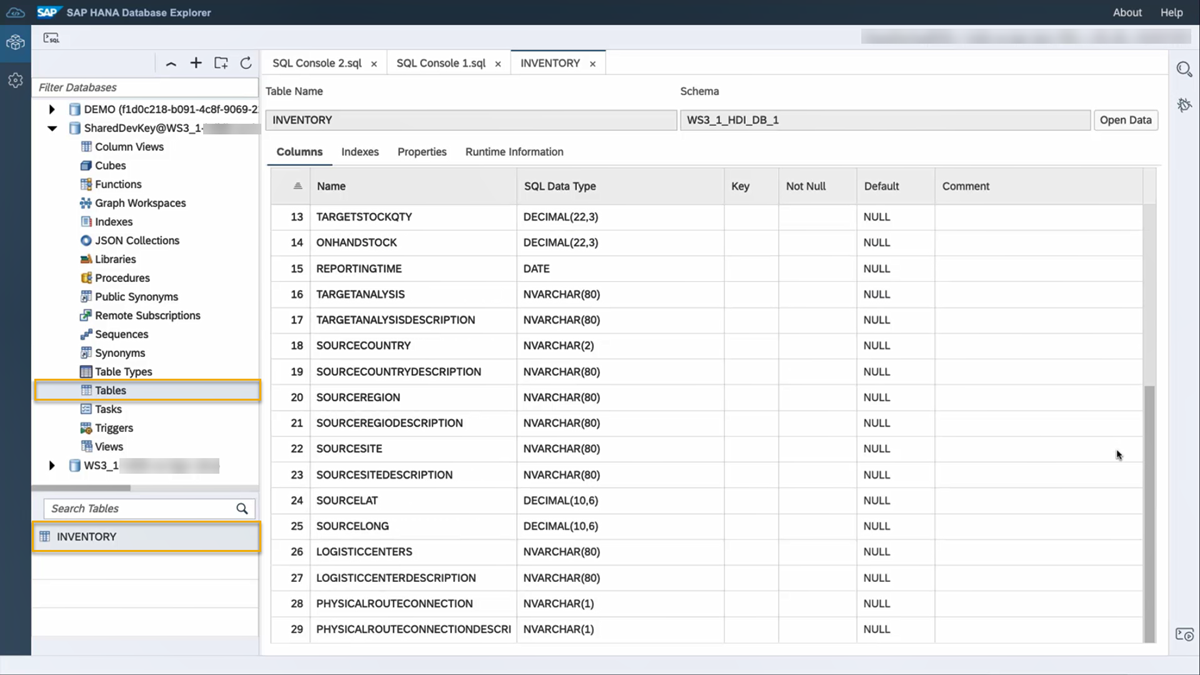 SAP SAP HANA Database Explorer About Help
SQL Console 2.sql × SQL Console 1.sql × INVENTORY ×
Filter Databases
DEMO (f1d0c218-b091-4c8f-9069-2
SharedDevKey@WS3_1-
Column Views
Cubes
Functions
Graph Workspaces
Indexes
JSON Collections
Libraries
Procedures
Public Synonyms
Remote Subscriptions
Sequences
Synonyms
Table Types
Tables
Tasks
Triggers
Views
WS3_1
Search Tables
INVENTORY
Table Name Schema
INVENTORY WS3_1_HDI_DB_1 Open Data
Columns Indexes Properties Runtime Information
Name SQL Data Type Key Not Null Default Comment
13 TARGETSTOCKQTY DECIMAL(22,3) NULL
14 ONHANDSTOCK DECIMAL(22,3) NULL
15 REPORTINGTIME DATE NULL
16 TARGETANALYSIS NVARCHAR(80) NULL
17 TARGETANALYSISDESCRIPTION NVARCHAR(80) NULL
18 SOURCECOUNTRY NVARCHAR(2) NULL
19 SOURCECOUNTRYDESCRIPTION NVARCHAR(80) NULL
20 SOURCEREGION NVARCHAR(80) NULL
21 SOURCEREGIODESCRIPTION NVARCHAR(80) NULL
22 SOURCESITE NVARCHAR(80) NULL
23 SOURCESITEDESCRIPTION NVARCHAR(80) NULL
24 SOURCELAT DECIMAL(10,6) NULL
25 SOURCELONG DECIMAL(10,6) NULL
26 LOGISTICCENTERS NVARCHAR(80) NULL
27 LOGISTICCENTERDESCRIPTION NVARCHAR(80) NULL
28 PHYSICALROUTECONNECTION NVARCHAR(1) NULL
29 PHYSICALROUTECONNECTIONDESCRI NVARCHAR(1) NULL